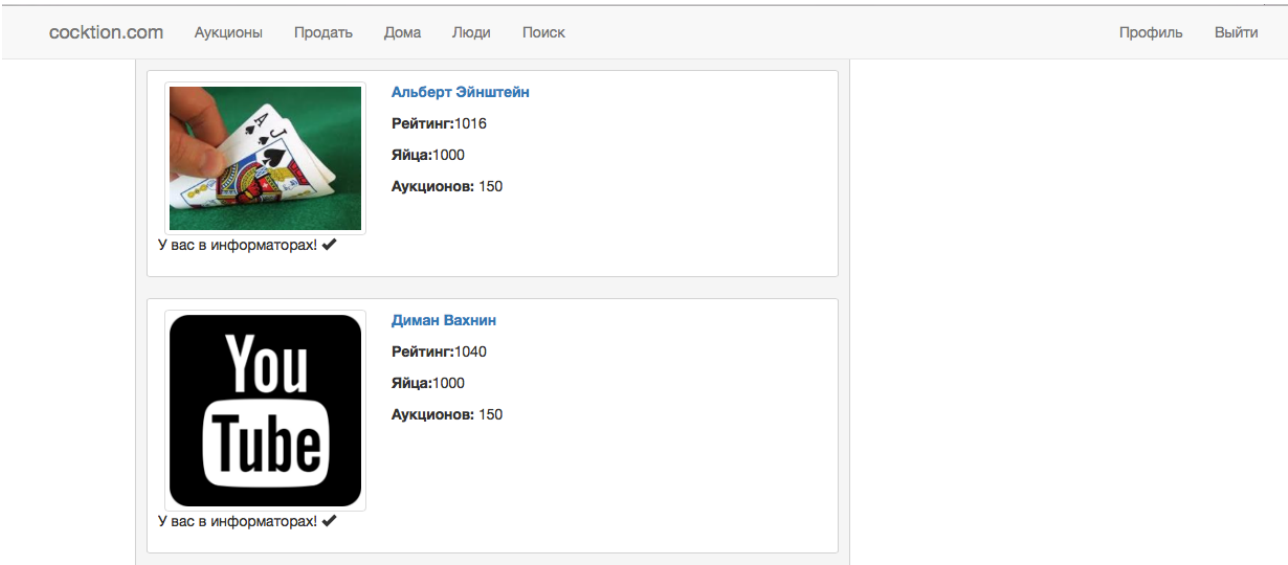 cocktion.com Аукционы Продать Дома Люди Поиск Профиль Выйти
Альберт Эйнштейн
Рейтинг:1016
Яйца:1000
Аукционов: 150
A J
У вас в информаторах! ✔
Диман Вахнин
Рейтинг:1040
Яйца:1000
Аукционов: 150
You
Tube
У вас в информаторах! ✔